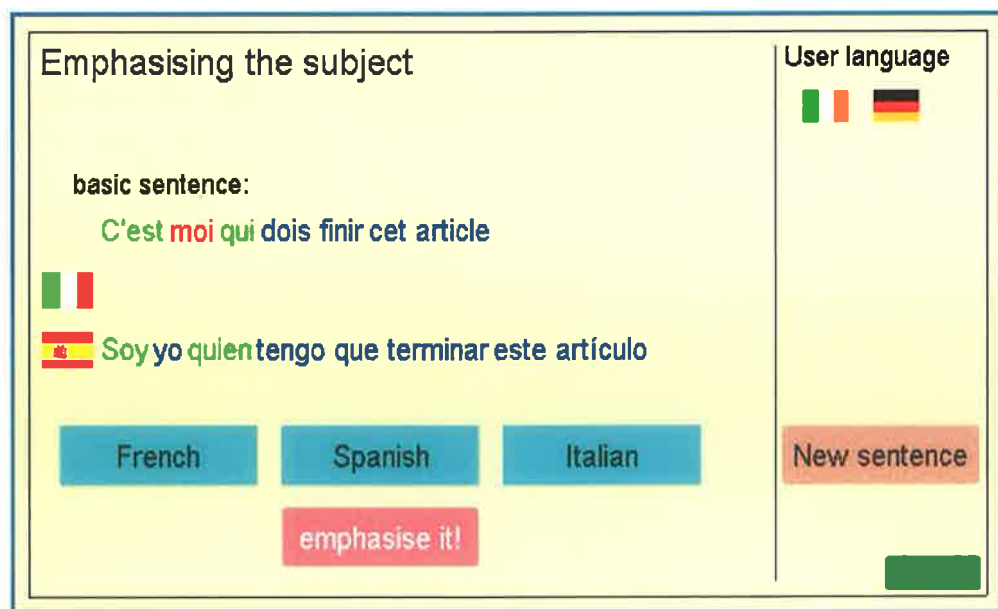 Emphasising the subject
User language
basic sentence:
C'est moi qui dois finir cet article
Soy yo quien tengo que terminar este artículo
French
Spanish
Italian
New sentence
emphasise it!